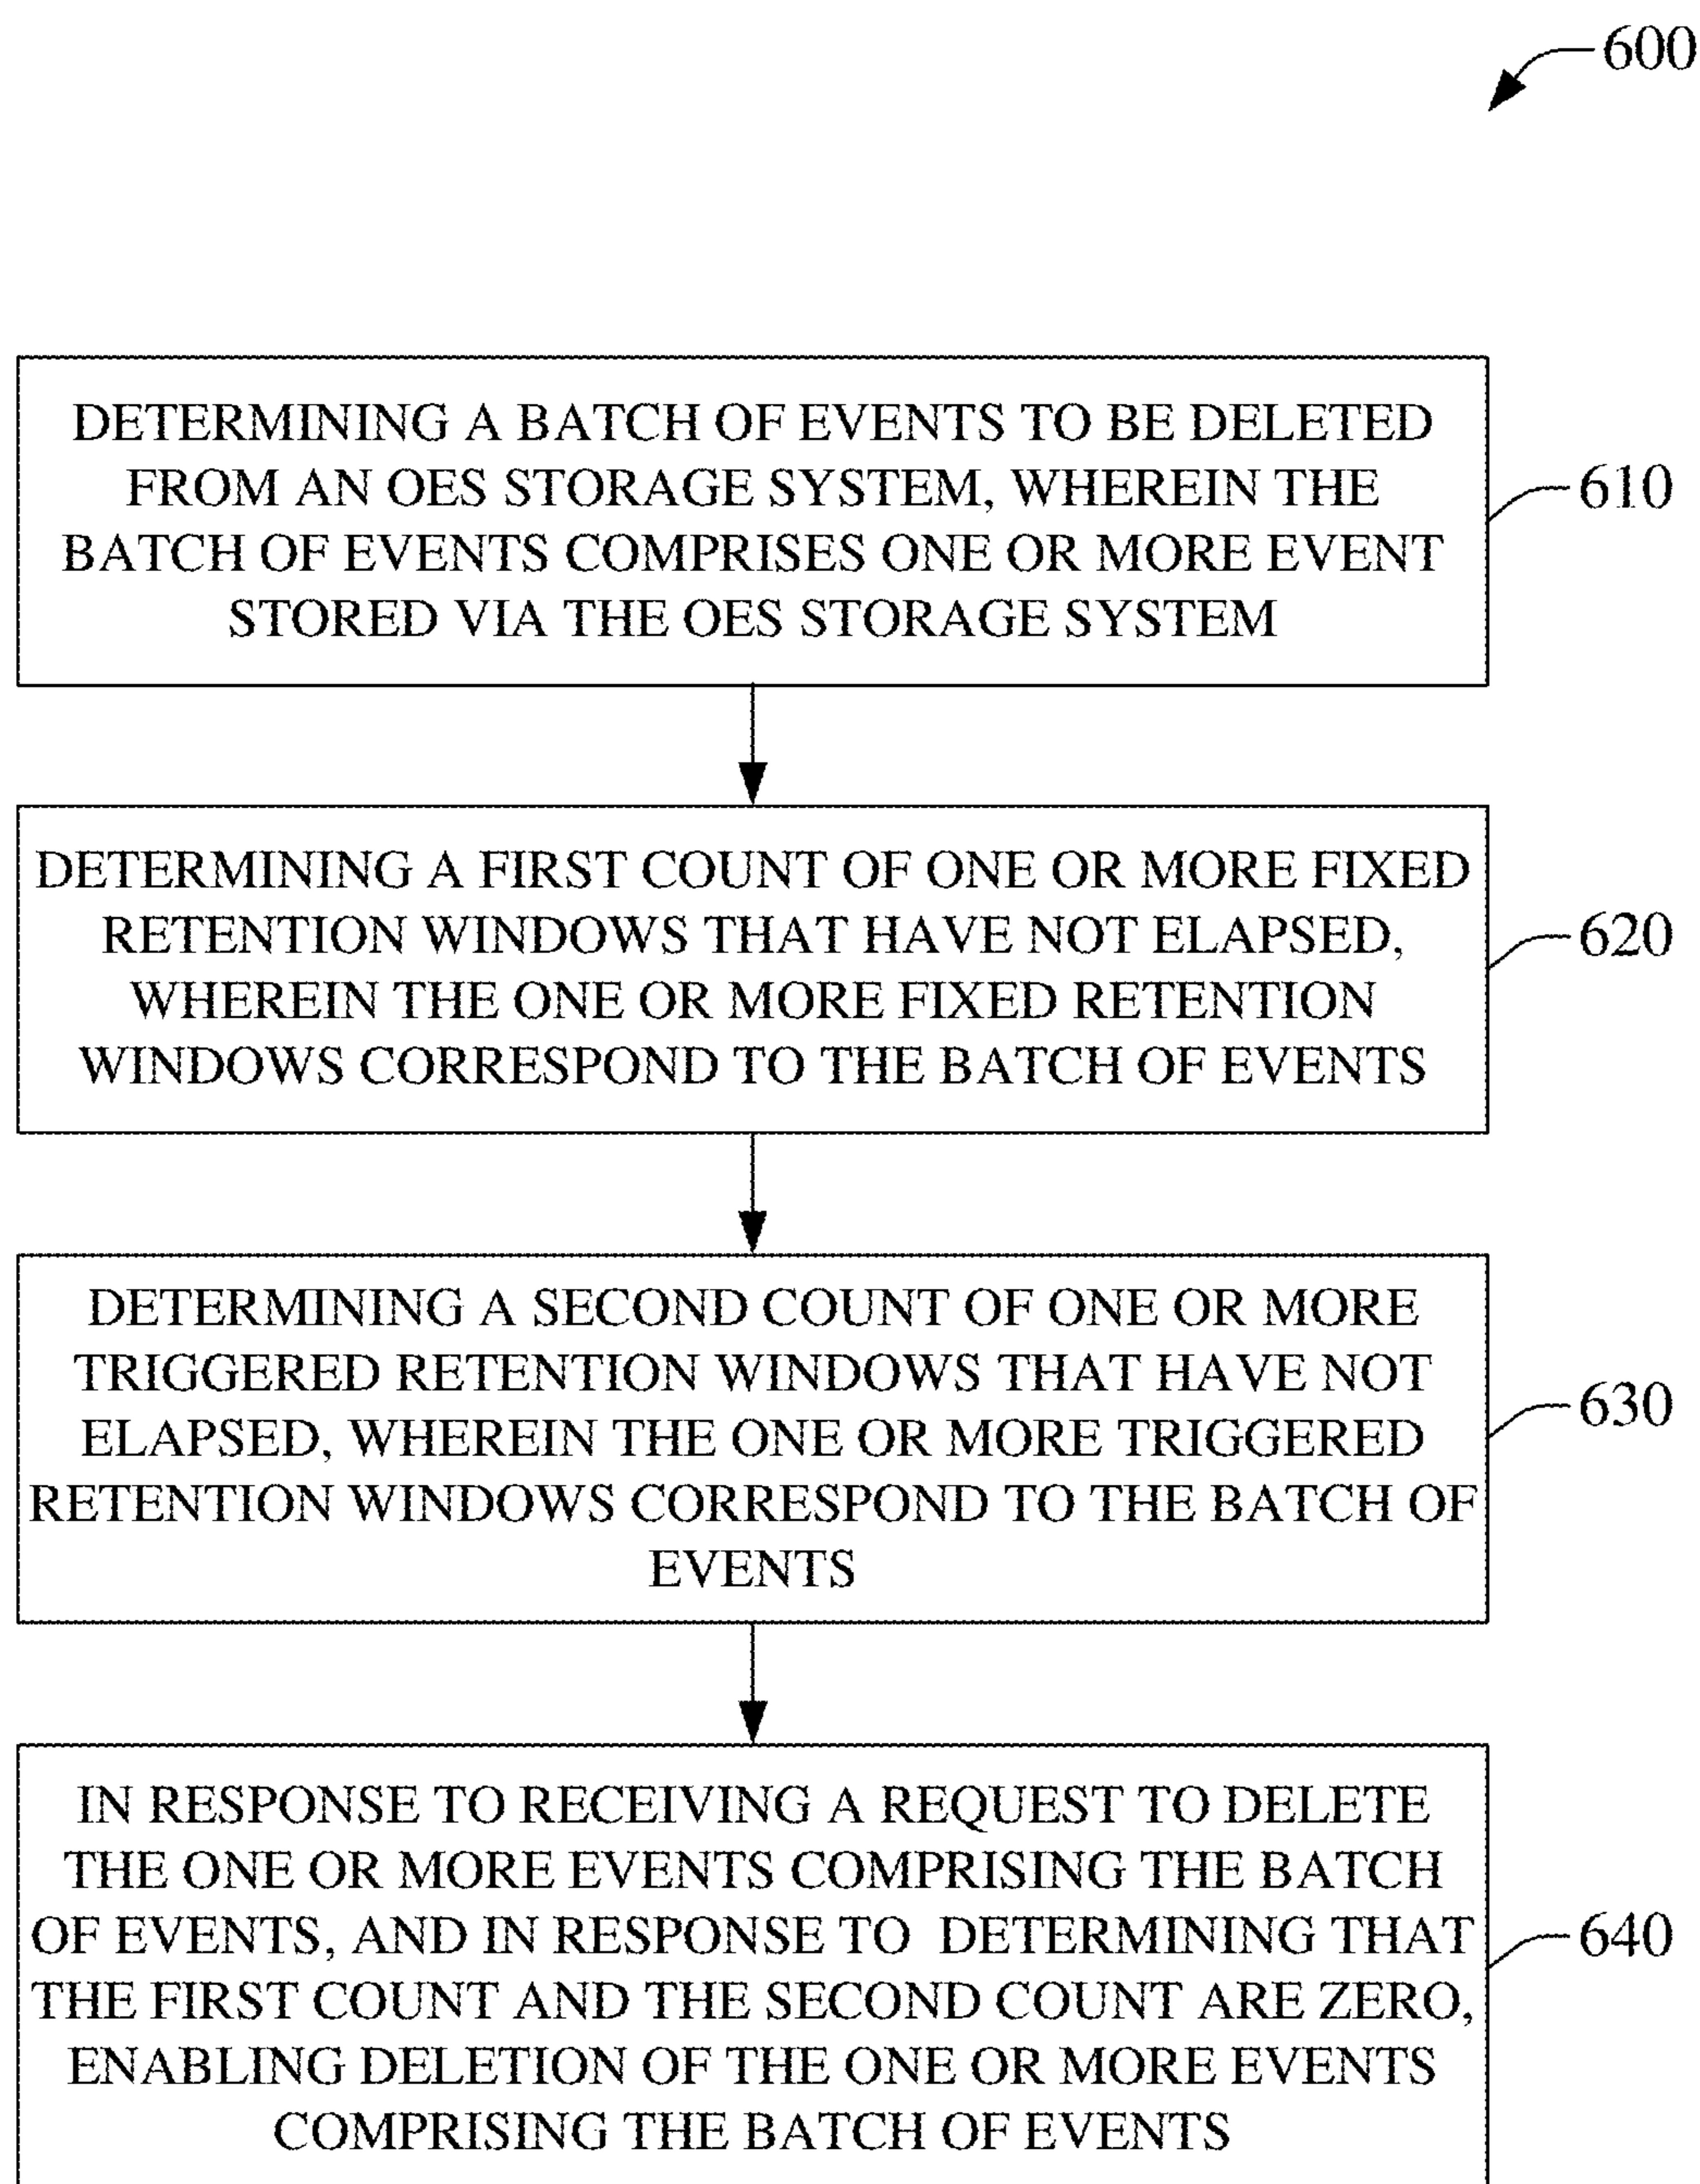 600
DETERMINING A BATCH OF EVENTS TO BE DELETED
FROM AN OES STORAGE SYSTEM, WHEREIN THE
BATCH OF EVENTS COMPRISES ONE OR MORE EVENT
STORED VIA THE OES STORAGE SYSTEM
610
DETERMINING A FIRST COUNT OF ONE OR MORE FIXED
RETENTION WINDOWS THAT HAVE NOT ELAPSED,
WHEREIN THE ONE OR MORE FIXED RETENTION
WINDOWS CORRESPOND TO THE BATCH OF EVENTS
620
DETERMINING A SECOND COUNT OF ONE OR MORE
TRIGGERED RETENTION WINDOWS THAT HAVE NOT
ELAPSED, WHEREIN THE ONE OR MORE TRIGGERED
RETENTION WINDOWS CORRESPOND TO THE BATCH OF
EVENTS
630
IN RESPONSE TO RECEIVING A REQUEST TO DELETE
THE ONE OR MORE EVENTS COMPRISING THE BATCH
OF EVENTS, AND IN RESPONSE TO DETERMINING THAT
THE FIRST COUNT AND THE SECOND COUNT ARE ZERO,
ENABLING DELETION OF THE ONE OR MORE EVENTS
COMPRISING THE BATCH OF EVENTS
640